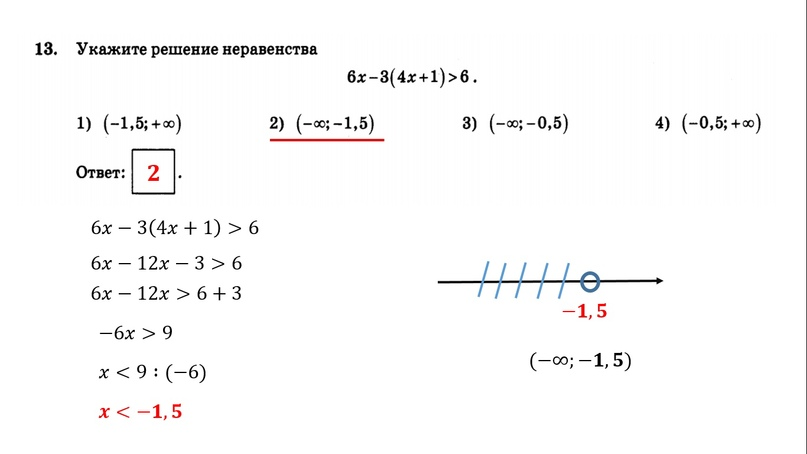 13. Укажите решение неравенства
6x−3(4x+1)>6.
1) (−1,5;+∞) 2) (−∞;−1,5) 3) (−∞;−0,5) 4) (−0,5;+∞)
Ответ: 2 .
6x − 3(4x + 1) > 6
6x − 12x − 3 > 6
6x − 12x > 6 + 3
−6x > 9
x < 9 : (−6)
x < −1,5
−1,5
(−∞; −1,5)